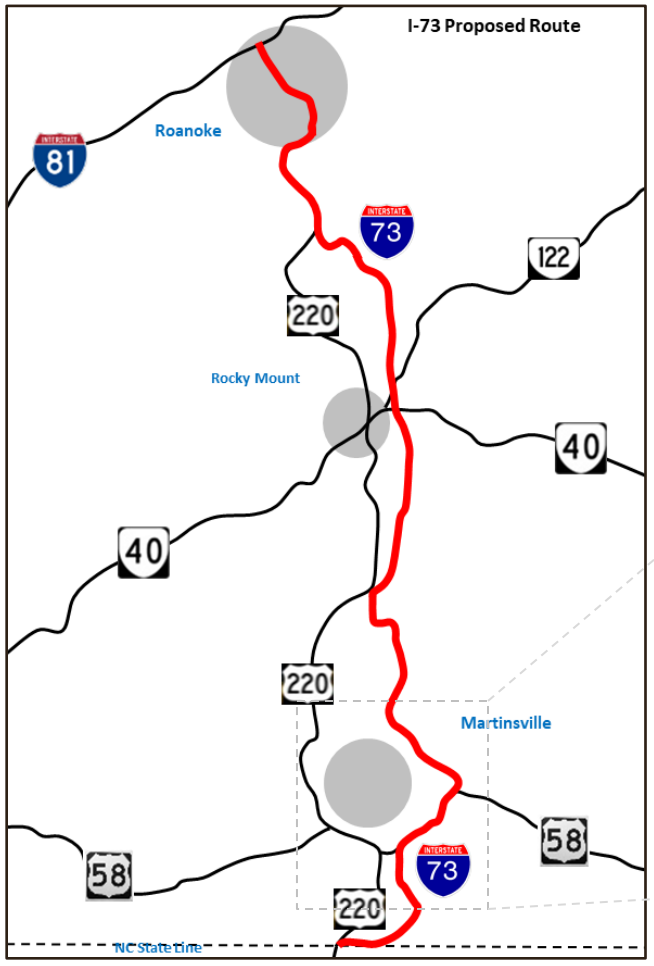 I-73 Proposed Route
Roanoke
INTERSTATE
81
INTERSTATE
73
122
220
Rocky Mount
40
40
220
Martinsville
58
58
INTERSTATE
73
220
NC State Line